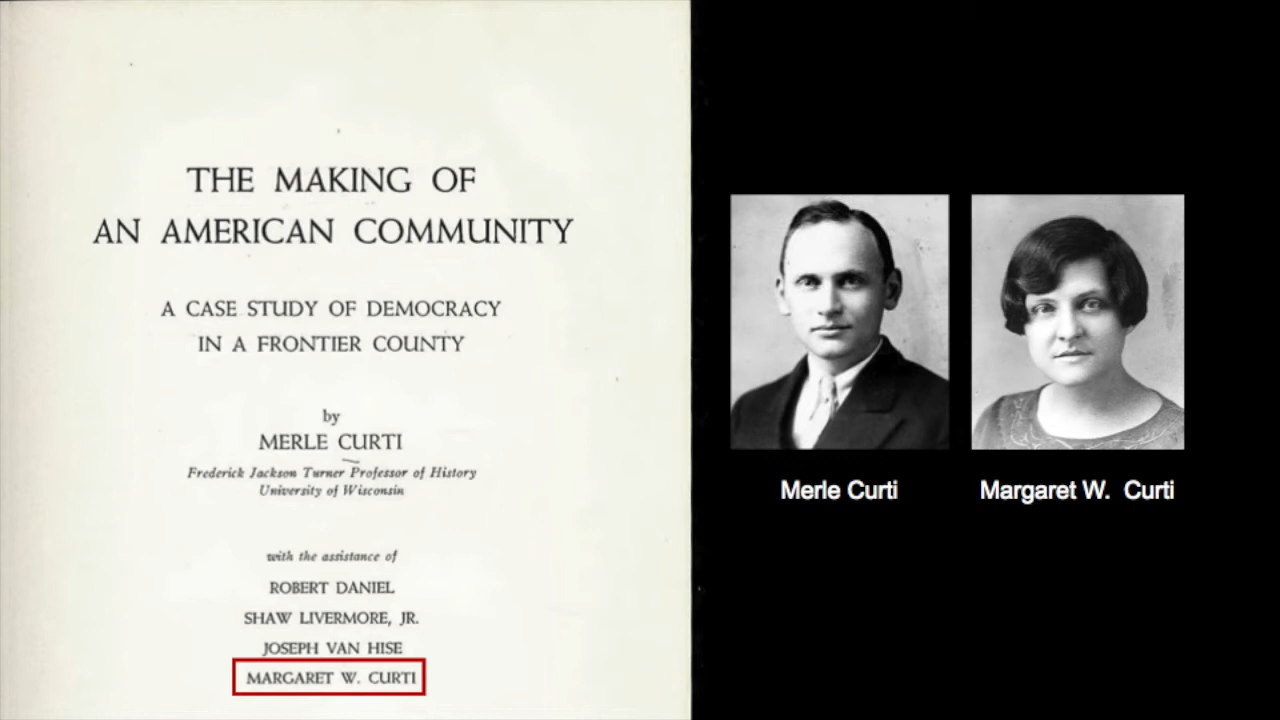 THE MAKING OF
AN AMERICAN COMMUNITY
A CASE STUDY OF DEMOCRACY
IN A FRONTIER COUNTY
by
MERLE CURTI
Frederick Jackson Turner Professor of History
University of Wisconsin
with the assistance of
ROBERT DANIEL
SHAW LIVERMORE, JR.
JOSEPH VAN HISE
MARGARET W. CURTI
Merle Curti
Margaret W. Curti